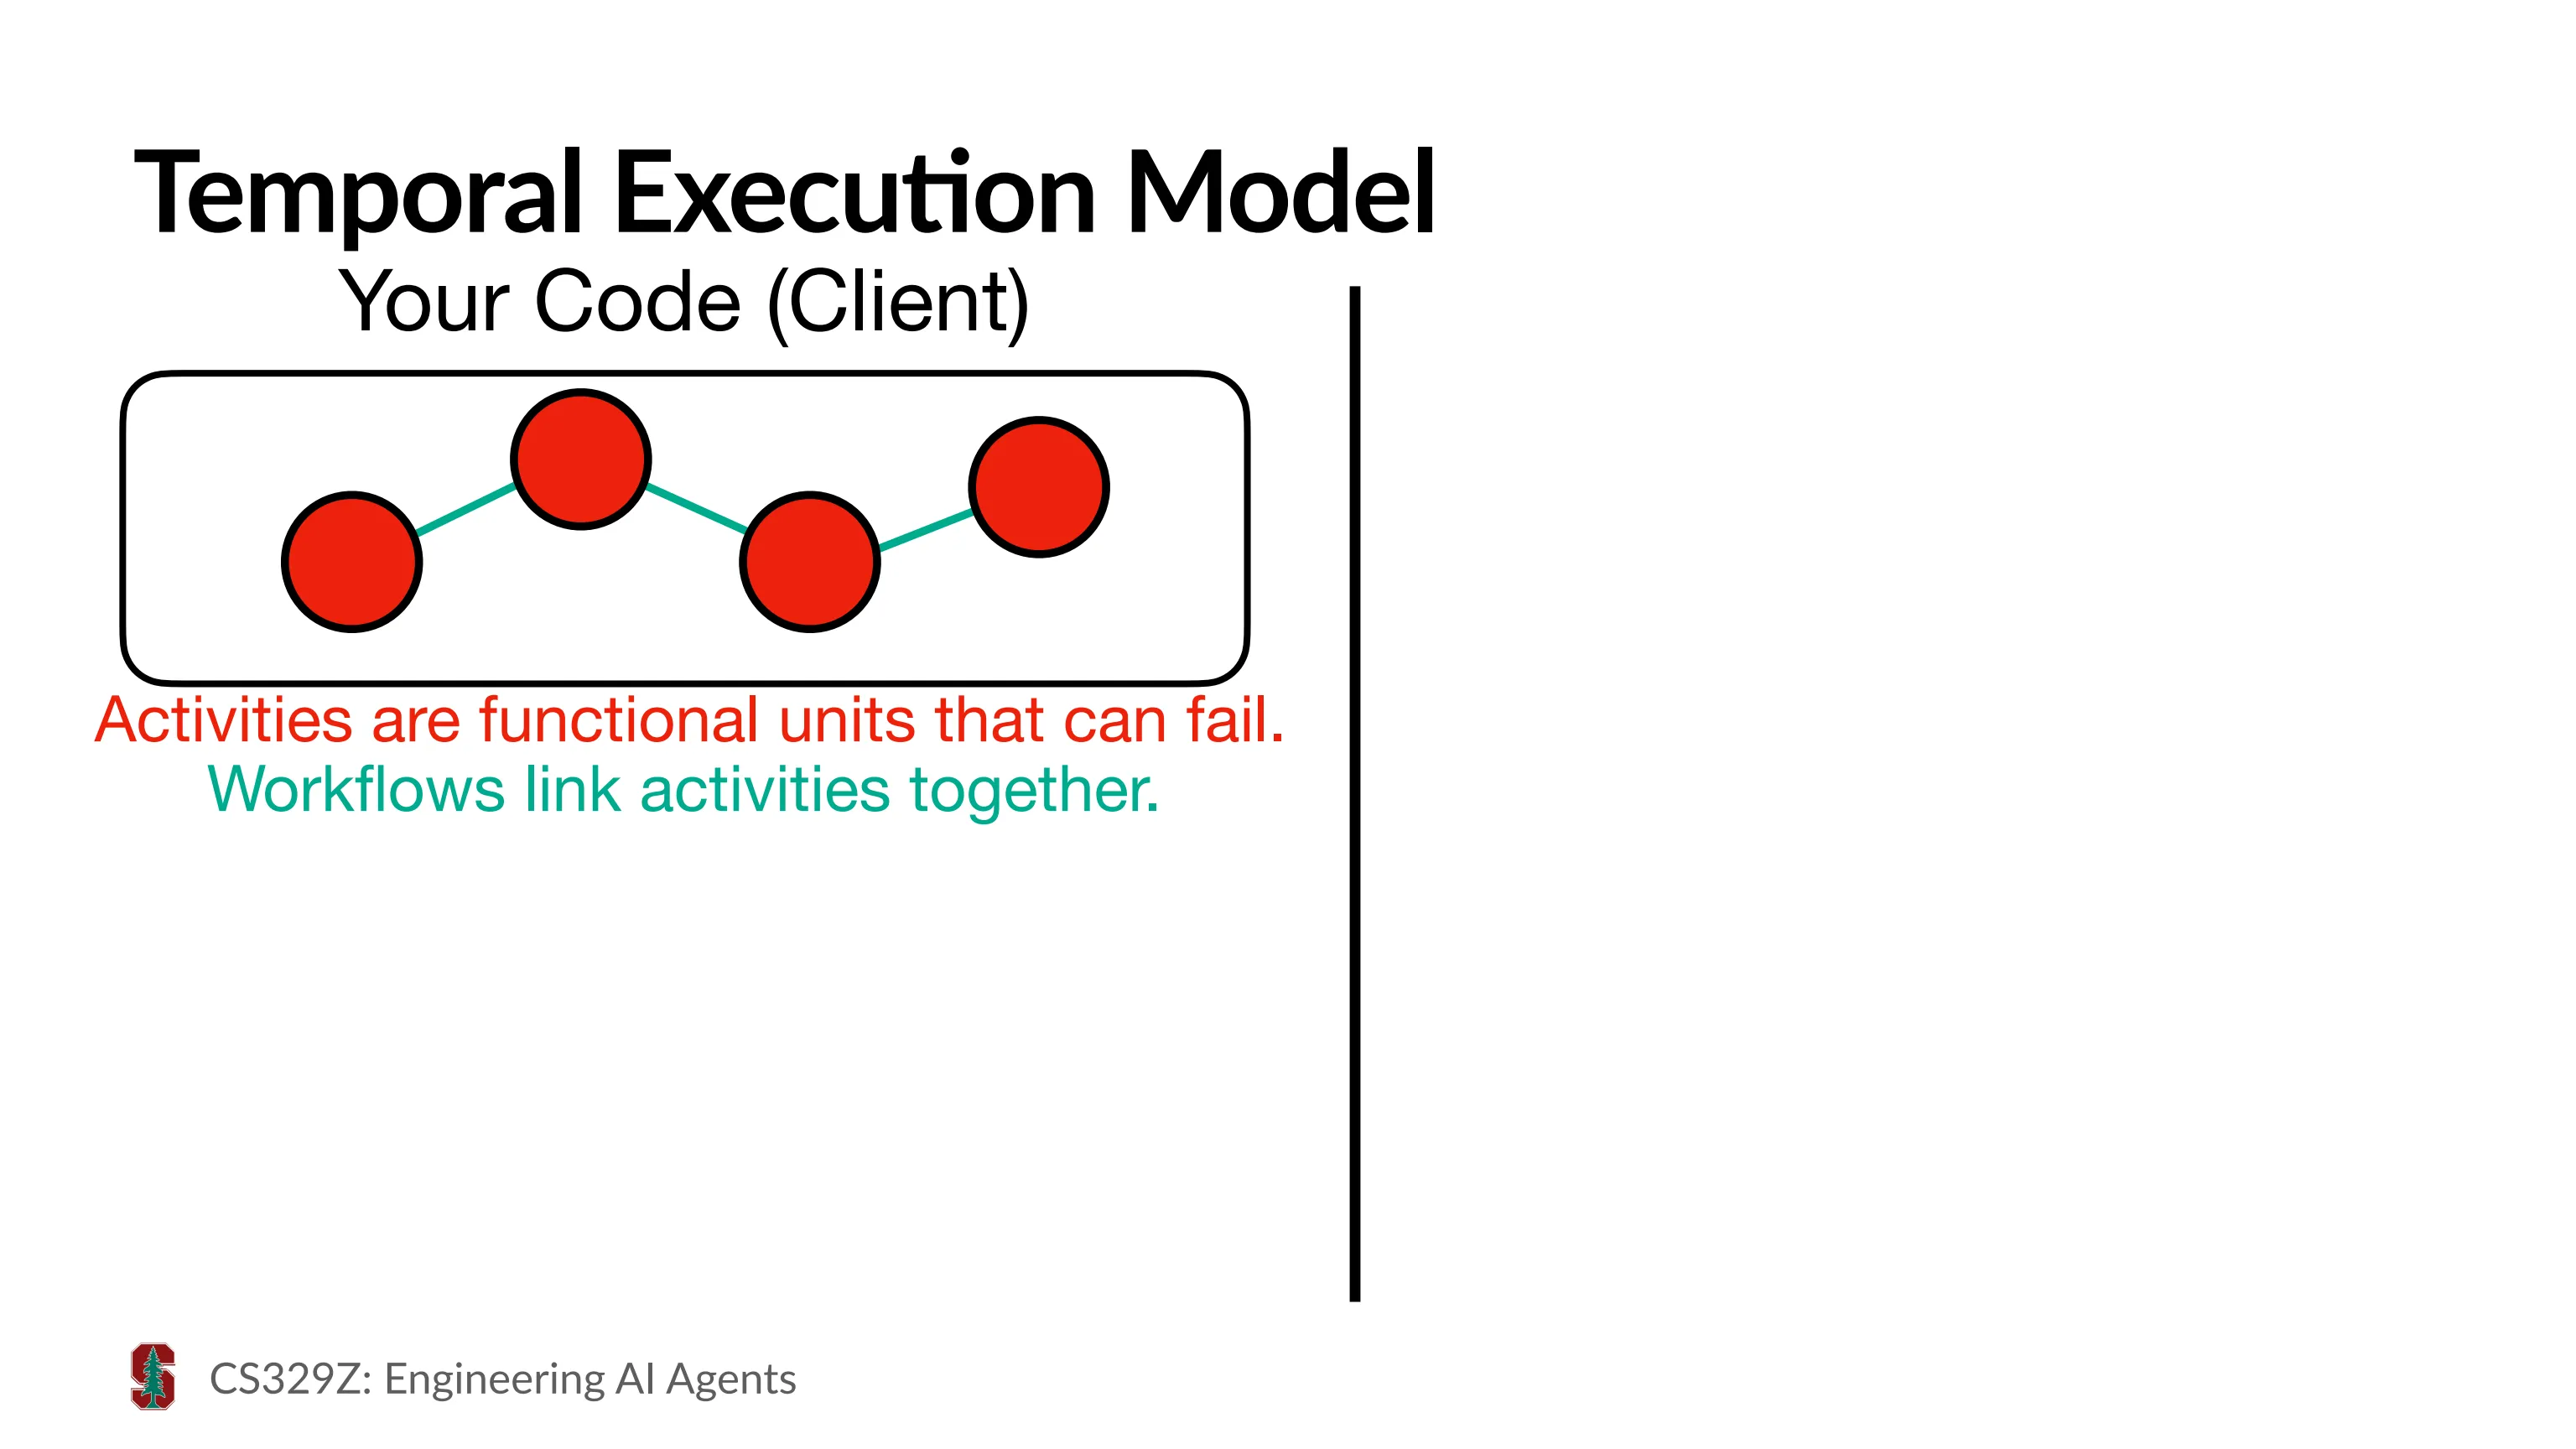 Temporal Execution Model
Your Code (Client)
Activities are functional units that can fail.
Workflows link activities together.
CS329Z: Engineering AI Agents